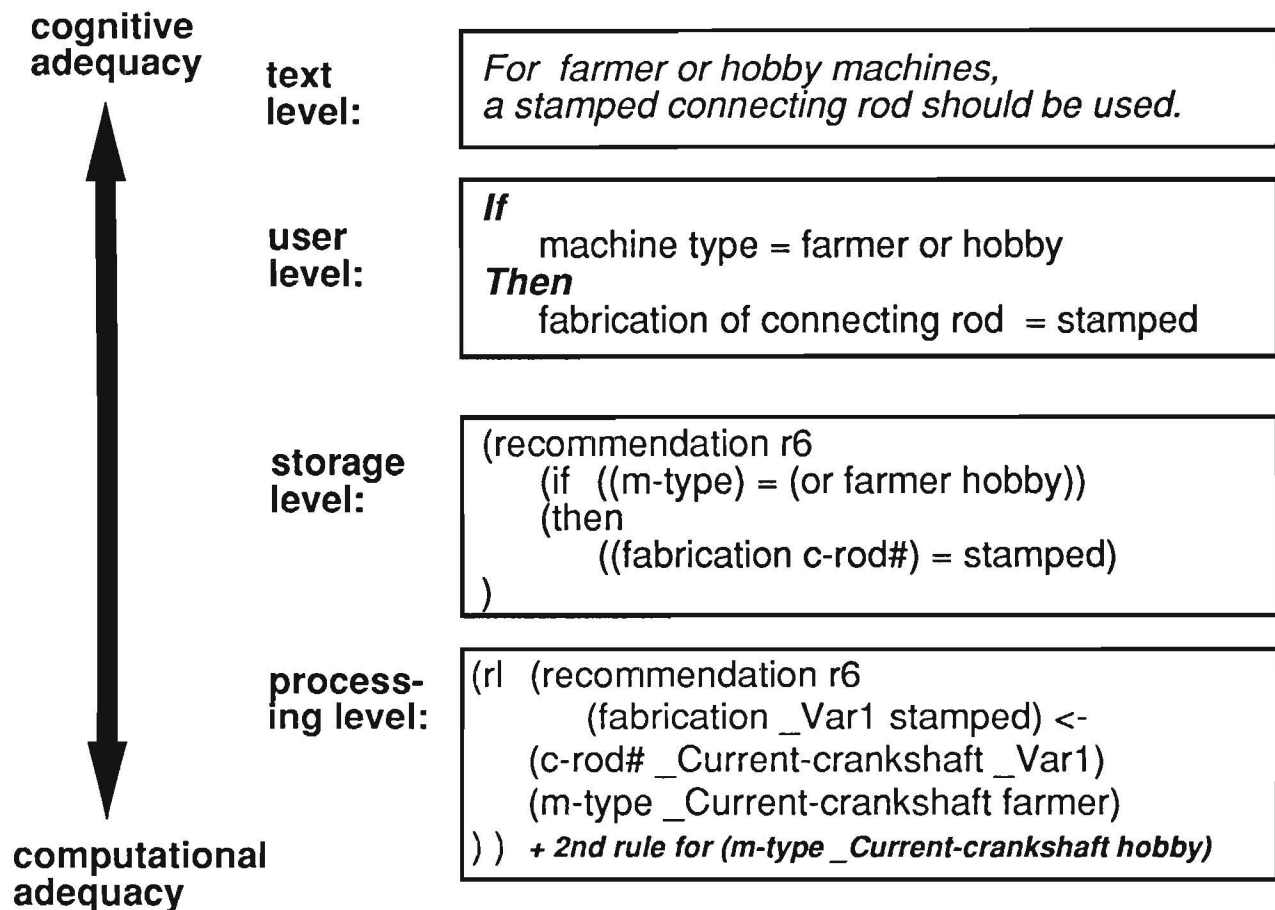 cognitive
adequacy
text
level:
For farmer or hobby machines,
a stamped connecting rod should be used.
user
level:
If
machine type = farmer or hobby
Then
fabrication of connecting rod = stamped
storage
level:
(recommendation r6
(if ((m-type) = (or farmer hobby))
(then
((fabrication c-rod#) = stamped)
)
process-
ing level:
(rl (recommendation r6
(fabrication _Var1 stamped) <-
(c-rod# _Current-crankshaft _Var1)
(m-type _Current-crankshaft farmer)
) ) + 2nd rule for (m-type _Current-crankshaft hobby)
computational
adequacy